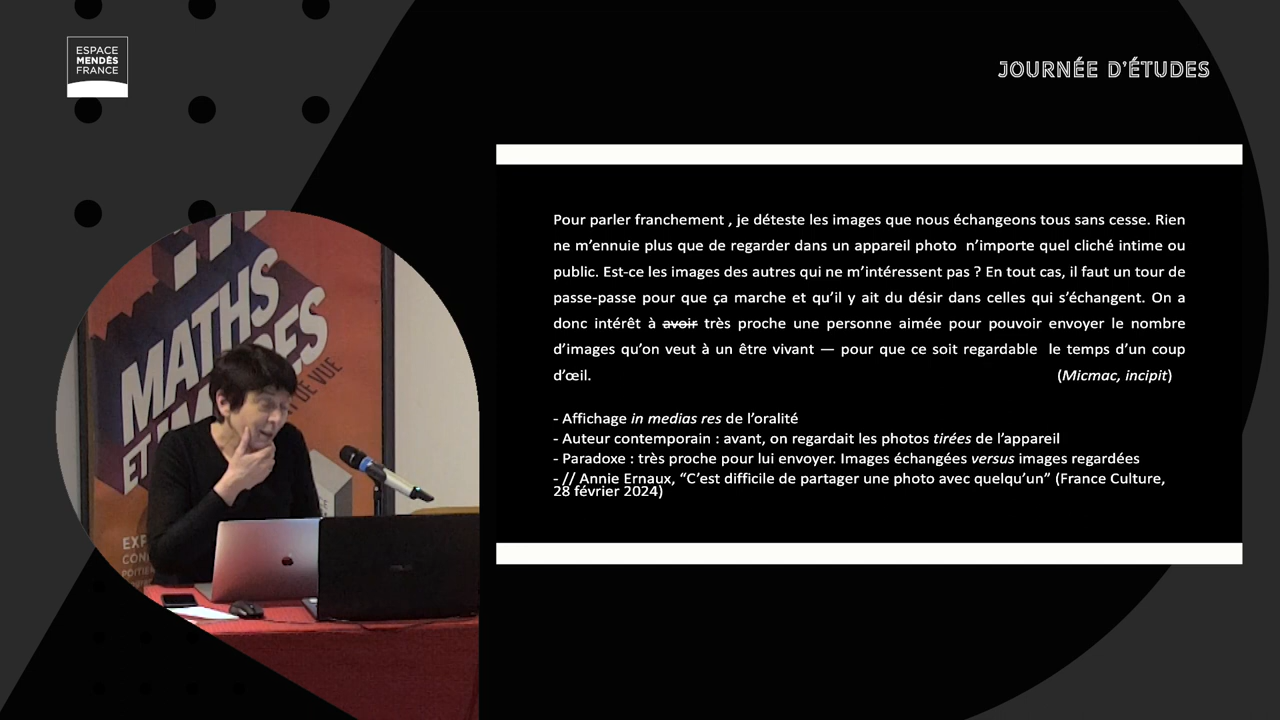 ESPACE
MENDÈS
FRANCE
JOURNÉE D'ÉTUDES
Pour parler franchement , je déteste les images que nous échangeons tous sans cesse. Rien
ne m'ennuie plus que de regarder dans un appareil photo n'importe quel cliché intime ou
public. Est-ce les images des autres qui ne m'intéressent pas ? En tout cas, il faut un tour de
passe-passe pour que ça marche et qu'il y ait du désir dans celles qui s'échangent. On a
donc intérêt à avoir très proche une personne aimée pour pouvoir envoyer le nombre
d'images qu'on veut à un être vivant — pour que ce soit regardable le temps d'un coup
d'œil. (Micmac, incipit)
- Affichage in medias res de l'oralité
- Auteur contemporain : avant, on regardait les photos tirées de l'appareil
- Paradoxe : très proche pour lui envoyer. Images échangées versus images regardées
- // Annie Ernaux, “C'est difficile de partager une photo avec quelqu'un” (France Culture,
28 février 2024)
MATHS
DE VUE